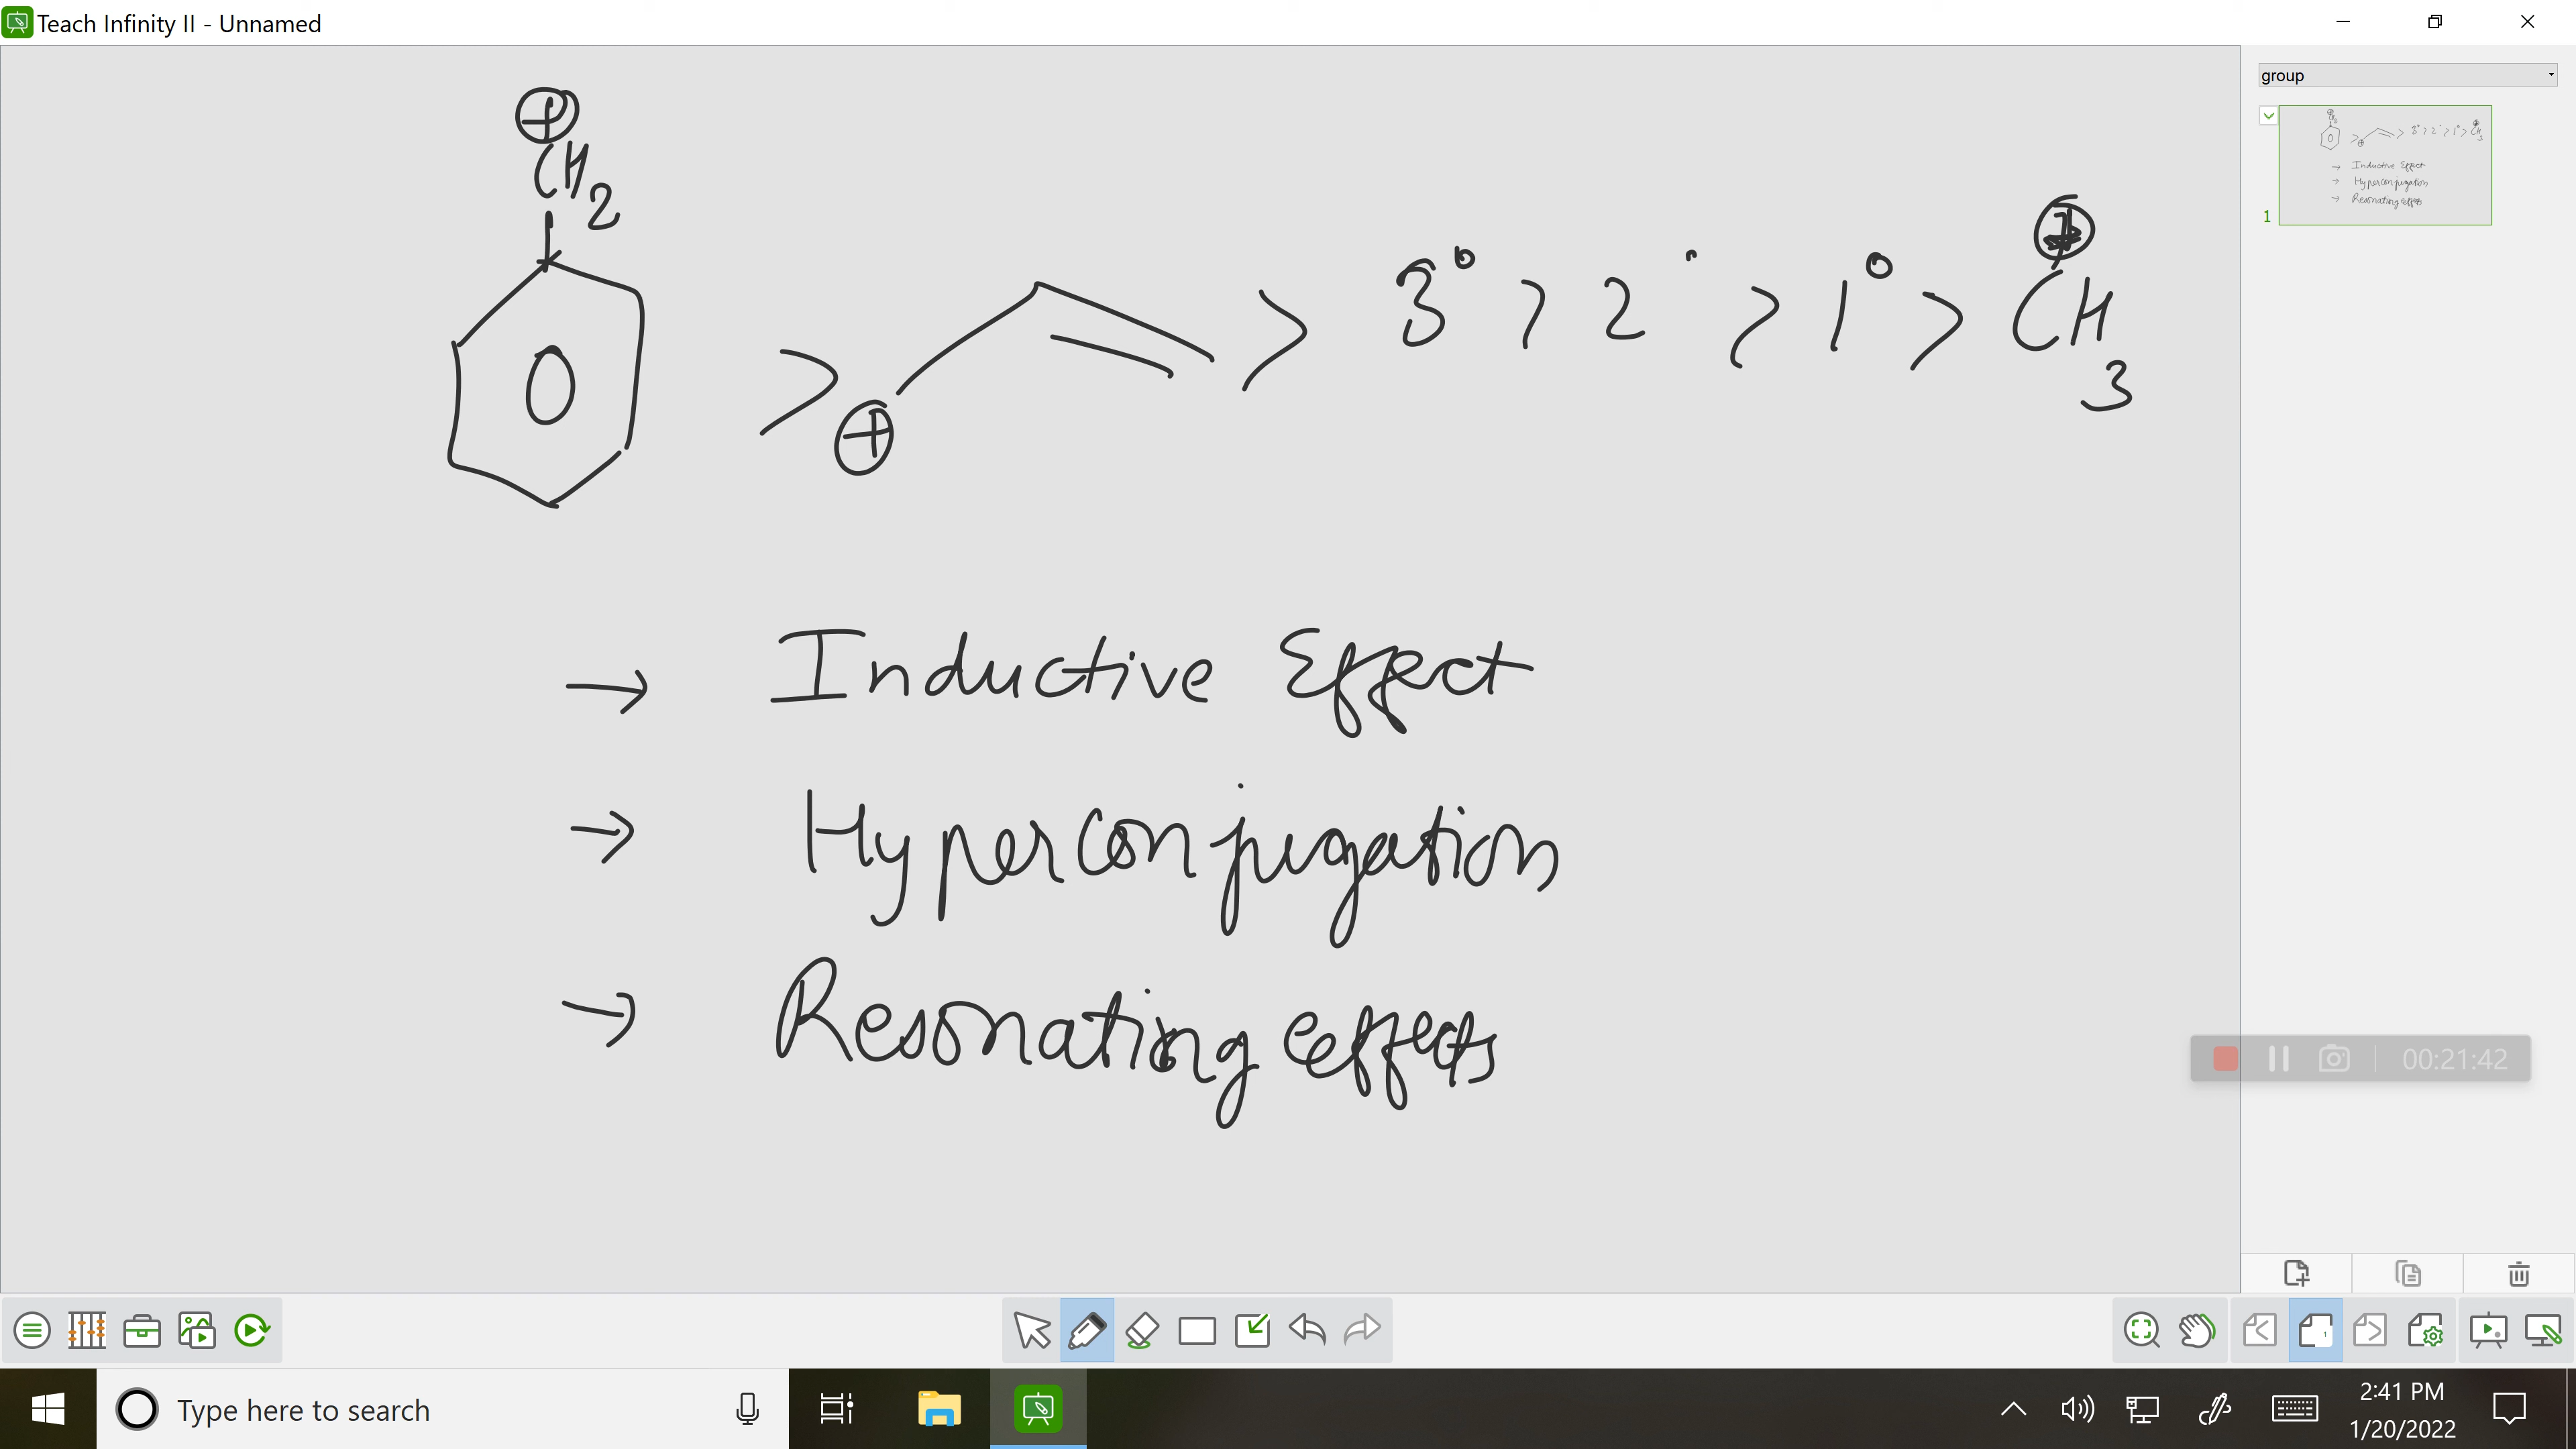 Teach Infinity II - Unnamed
group
⊕
CH2
> ⊕ > 3° > 2° > 1° > CH3
⊕
→ Inductive Effect
→ Hyperconjugation
→ Resonating effects
1
00:21:42
Type here to search
2:41 PM
1/20/2022